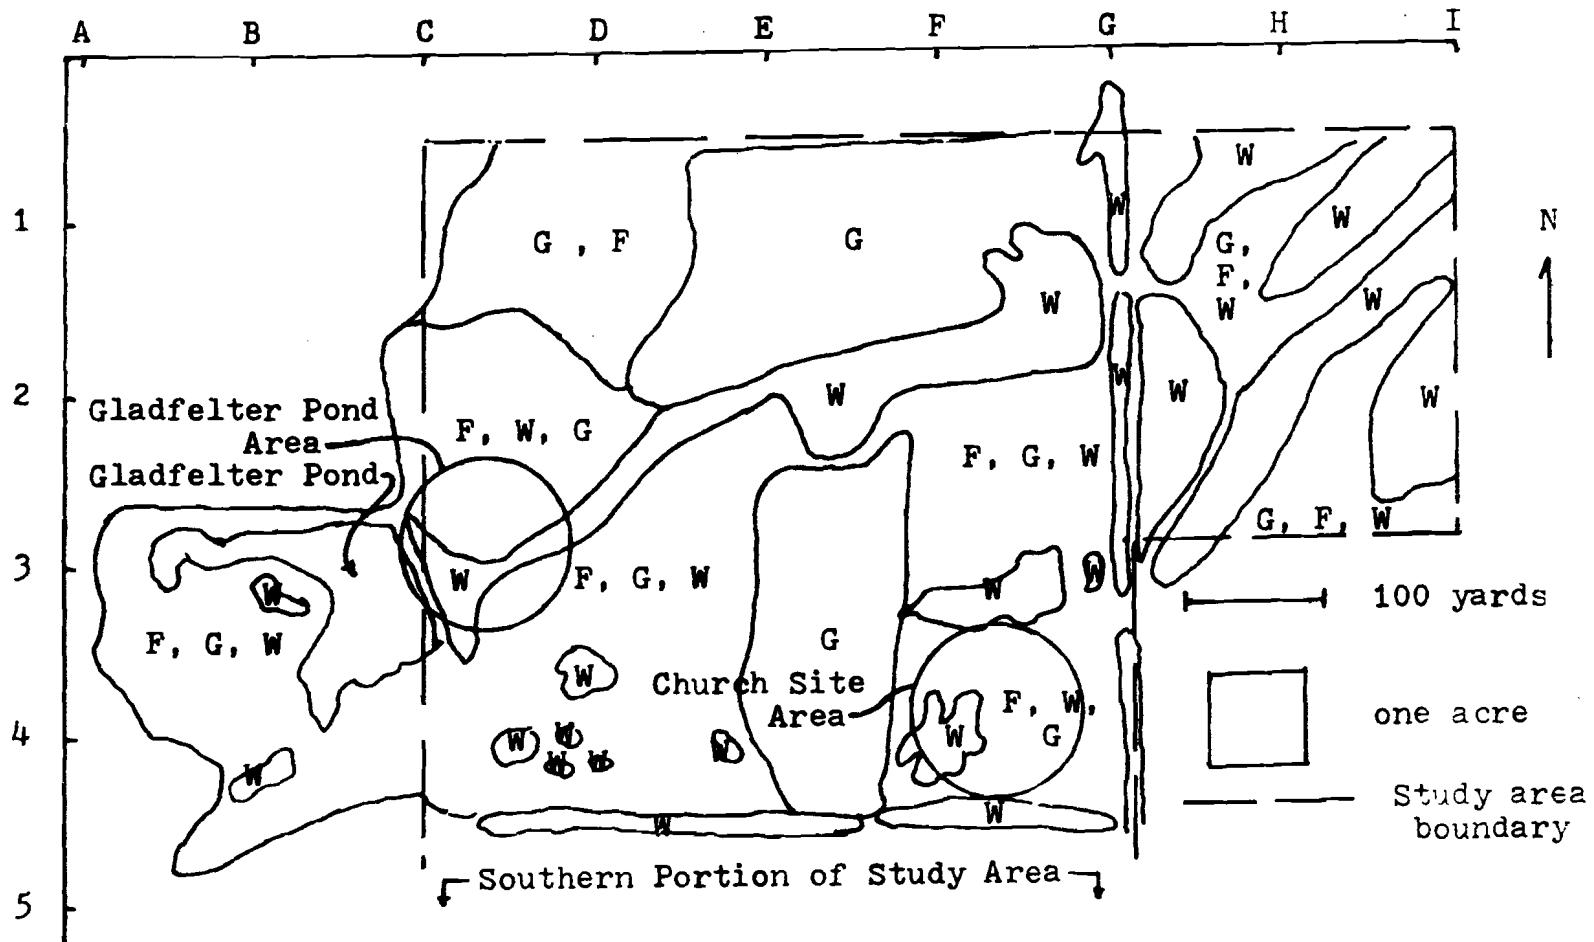 A B C D E F G H I
W
1
W
W
N
G , F
G
G,
F,
W
W
W
W
2
W
W
W
Gladfelter Pond
Area
F, W, G
F, G, W
Gladfelter Pond
G, F, W
3
W
W
F, G, W
W
W
100 yards
F, G, W
G
W
Church Site
Area
F, W,
G
one acre
4
W
W
W
W
W
W
W
W
W
Study area
boundary
Southern Portion of Study Area
5